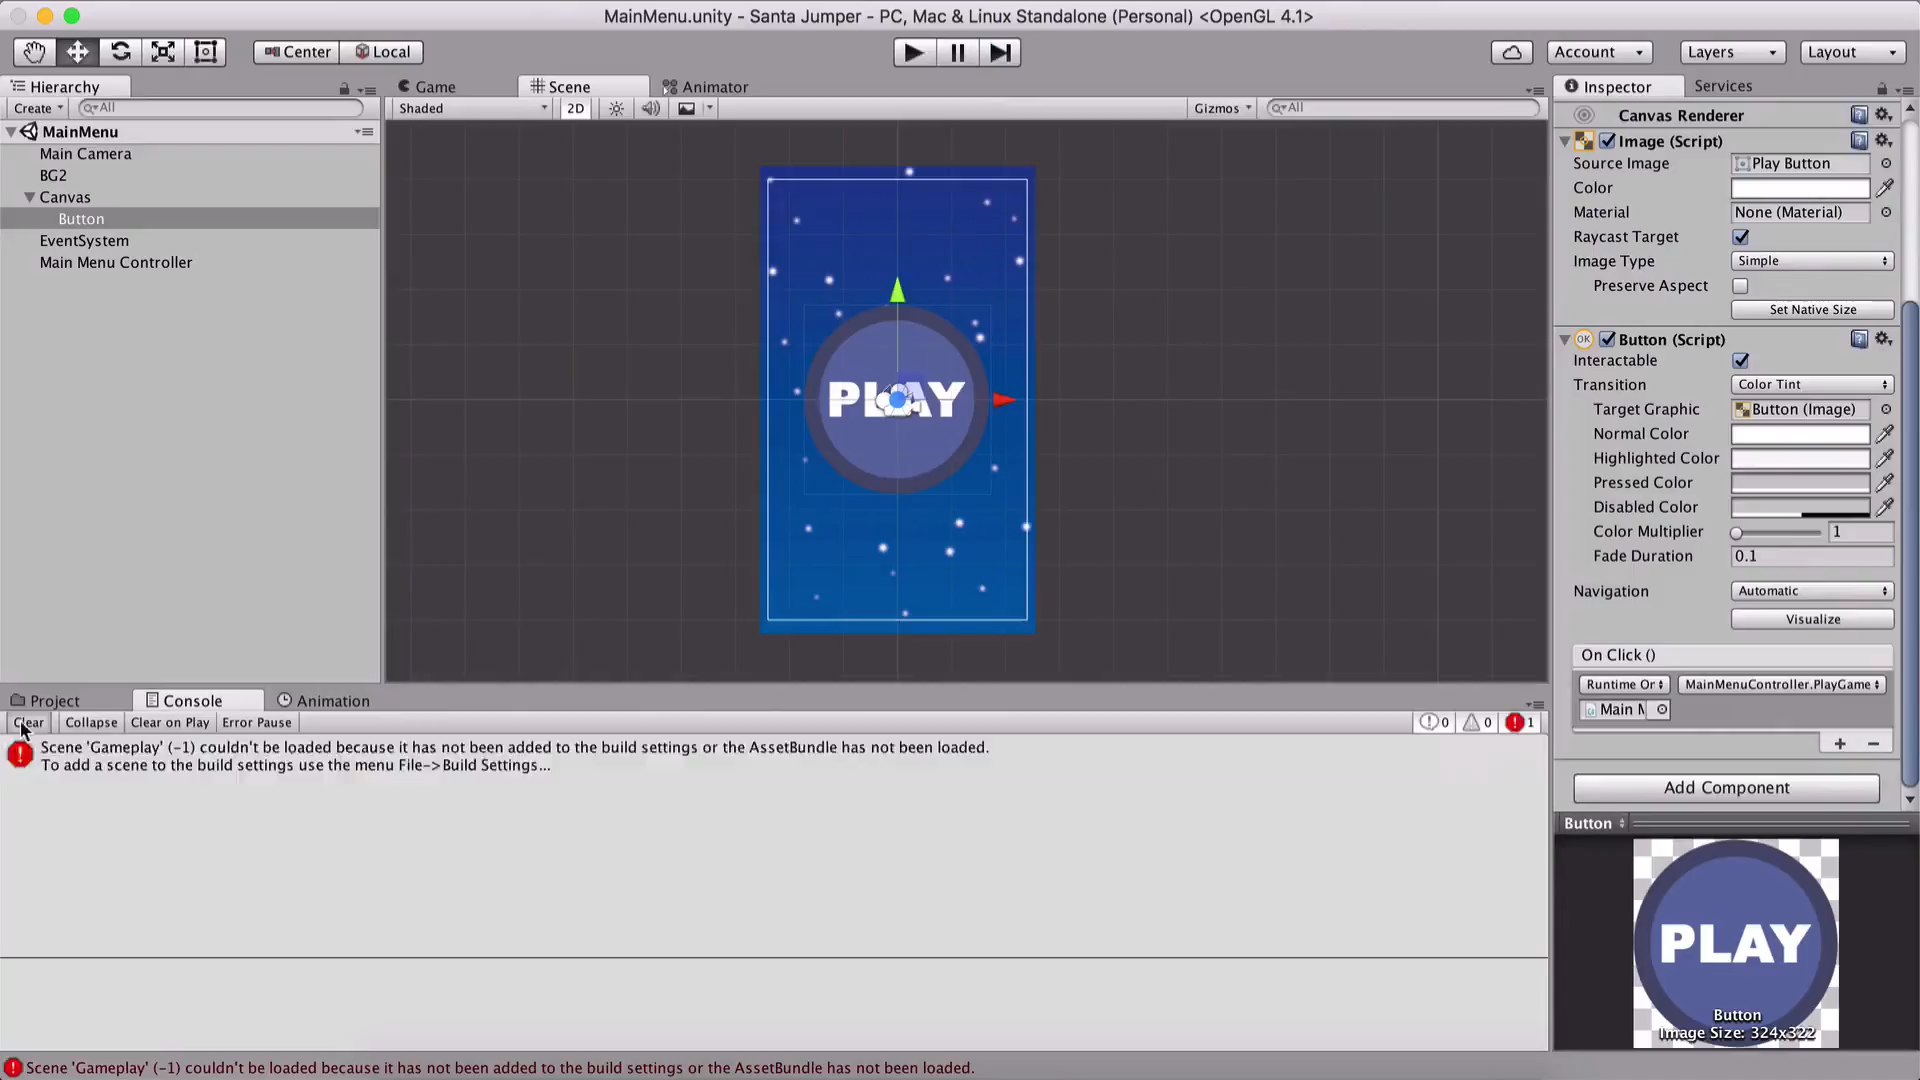 MainMenu.unity - Santa Jumper - PC, Mac & Linux Standalone (Personal) <OpenGL 4.1>
Center
Local
Account
Layers
Layout
Hierarchy
Create
All
MainMenu
Main Camera
BG2
Canvas
Button
EventSystem
Main Menu Controller
Game
Scene
Animator
Shaded
2D
Gizmos
All
PLAY
Inspector
Services
Canvas Renderer
Image (Script)
Source Image
Play Button
Color
Material
None (Material)
Raycast Target
Image Type
Simple
Preserve Aspect
Set Native Size
OK
Button (Script)
Interactable
Transition
Color Tint
Target Graphic
Button (Image)
Normal Color
Highlighted Color
Pressed Color
Disabled Color
Color Multiplier
1
Fade Duration
0.1
Navigation
Automatic
Visualize
On Click ()
Runtime Or
MainMenuController.PlayGame
Main M
+
-
Add Component
Button
PLAY
Button
Image Size: 324x322
Project
Console
Animation
Clear
Collapse
Clear on Play
Error Pause
0
0
1
Scene 'Gameplay' (-1) couldn't be loaded because it has not been added to the build settings or the AssetBundle has not been loaded.
To add a scene to the build settings use the menu File->Build Settings...
Scene 'Gameplay' (-1) couldn't be loaded because it has not been added to the build settings or the AssetBundle has not been loaded.